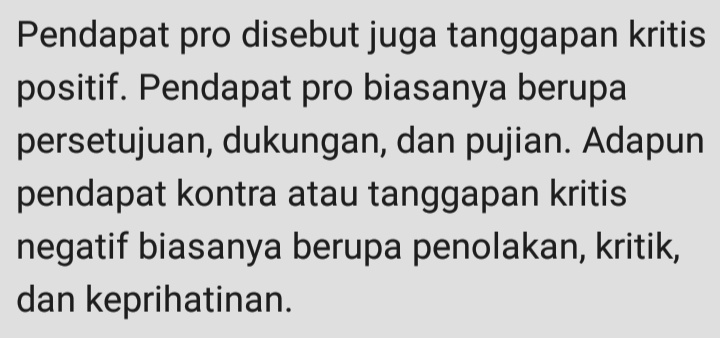 Pendapat pro disebut juga tanggapan kritis
positif. Pendapat pro biasanya berupa
persetujuan, dukungan, dan pujian. Adapun
pendapat kontra atau tanggapan kritis
negatif biasanya berupa penolakan, kritik,
dan keprihatinan.